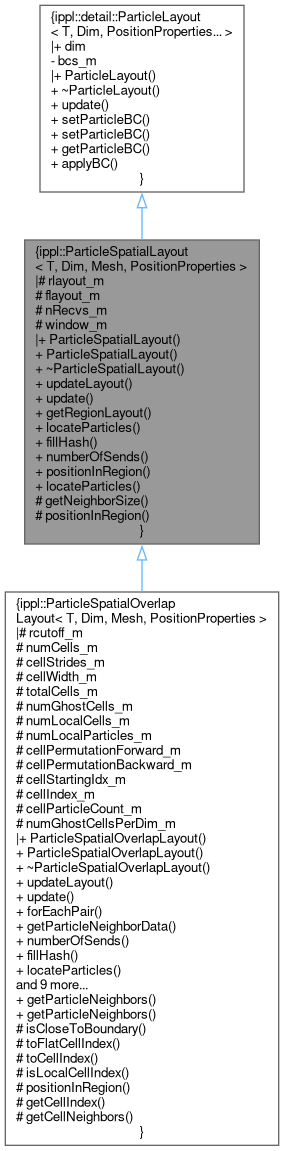 {ippl::detail::ParticleLayout
< T, Dim, PositionProperties... >
|+ dim
- bcs_m
|+ ParticleLayout()
+ ~ParticleLayout()
+ update()
+ setParticleBC()
+ setParticleBC()
+ getParticleBC()
+ applyBC()
}
{ippl::ParticleSpatialLayout
< T, Dim, Mesh, PositionProperties >
|# rlayout_m
# flayout_m
# nRecvs_m
# window_m
|+ ParticleSpatialLayout()
+ ParticleSpatialLayout()
+ ~ParticleSpatialLayout()
+ updateLayout()
+ update()
+ getRegionLayout()
+ locateParticles()
+ fillHash()
+ numberOfSends()
+ positionInRegion()
+ locateParticles()
# getNeighborSize()
# positionInRegion()
}
{ippl::ParticleSpatialOverlap
Layout< T, Dim, Mesh, PositionProperties >
|# rcutoff_m
# numCells_m
# cellStrides_m
# cellWidth_m
# totalCells_m
# numGhostCells_m
# numLocalCells_m
# numLocalParticles_m
# cellPermutationForward_m
# cellPermutationBackward_m
# cellStartingIdx_m
# cellIndex_m
# cellParticleCount_m
# numGhostCellsPerDim_m
|+ ParticleSpatialOverlapLayout()
+ ParticleSpatialOverlapLayout()
+ ~ParticleSpatialOverlapLayout()
+ updateLayout()
+ update()
+ forEachPair()
+ getParticleNeighborData()
+ numberOfSends()
+ fillHash()
+ locateParticles()
and 9 more...
+ getParticleNeighbors()
+ getParticleNeighbors()
# isCloseToBoundary()
# toFlatCellIndex()
# toCellIndex()
# isLocalCellIndex()
# positionInRegion()
# getCellIndex()
# getCellNeighbors()
}